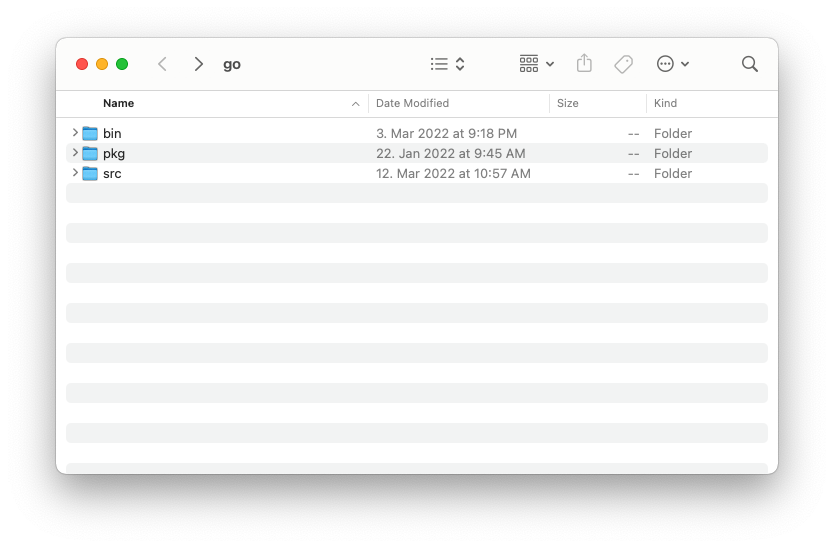 go
Name Date Modified Size Kind
bin 3. Mar 2022 at 9:18 PM -- Folder
pkg 22. Jan 2022 at 9:45 AM -- Folder
src 12. Mar 2022 at 10:57 AM -- Folder